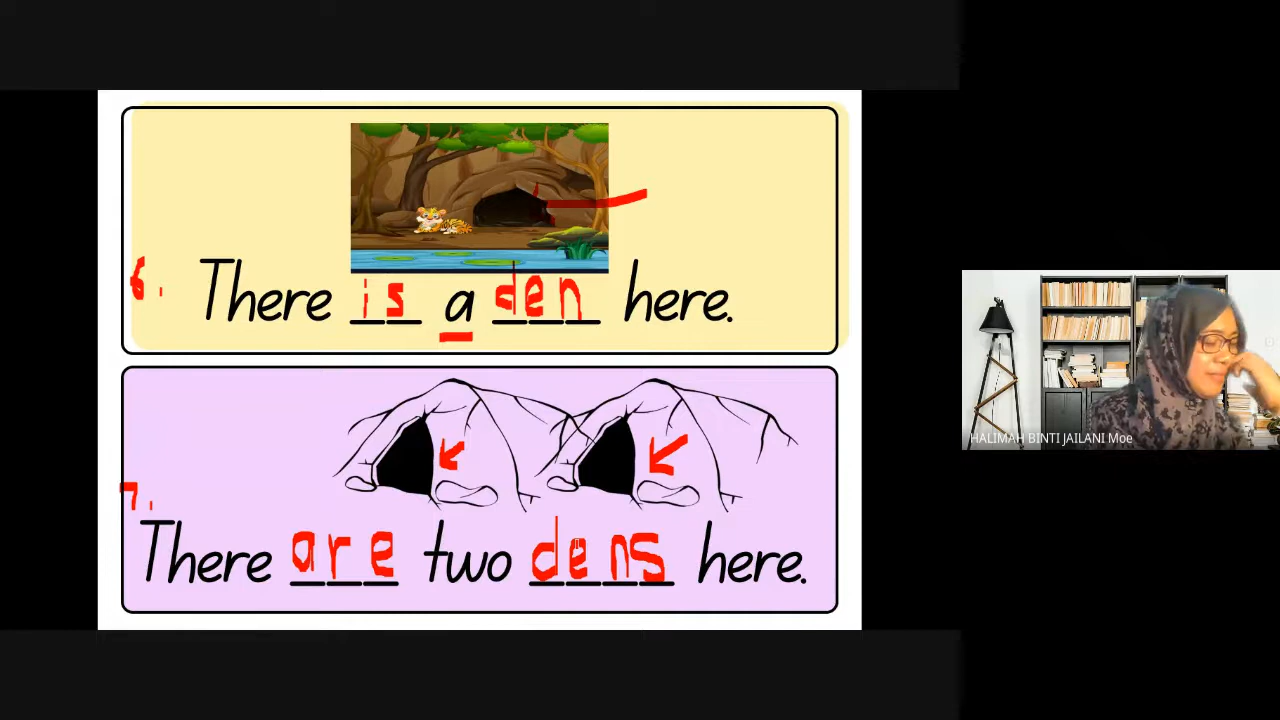 6. There is a den here.
7.
There are two dens here.
HALIMAH BINTI JAILANI Moe